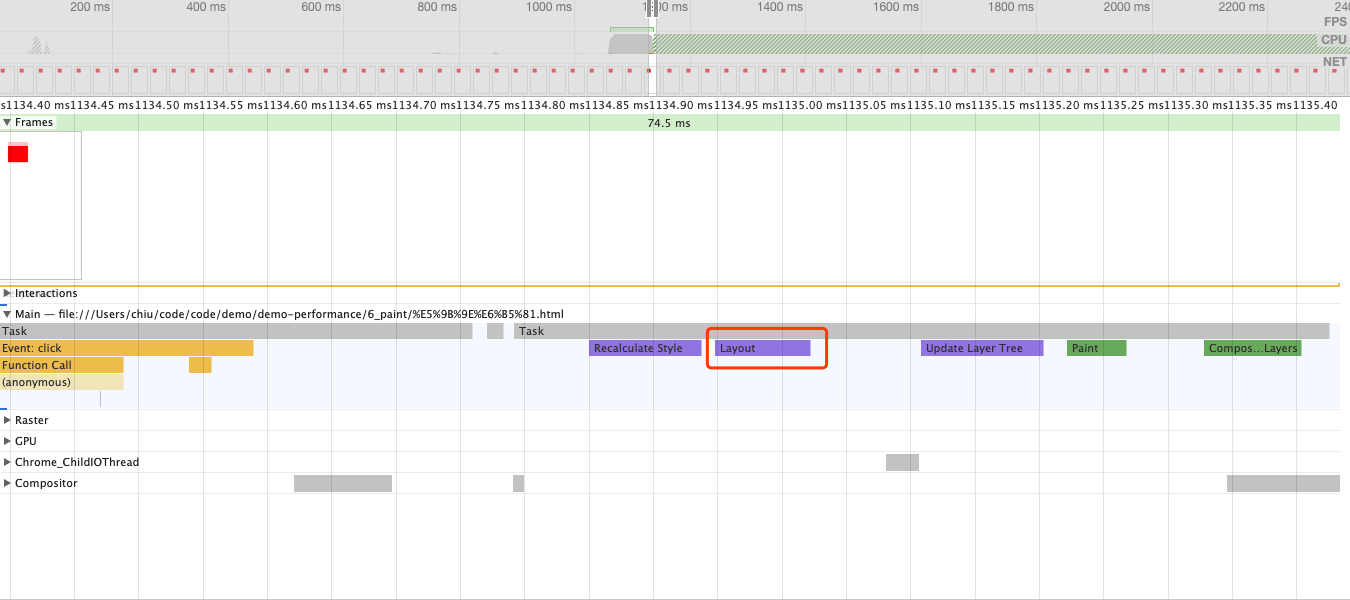 200 ms 400 ms 600 ms 800 ms 1000 ms 1200 ms 1400 ms 1600 ms 1800 ms 2000 ms 2200 ms 240
FPS
CPU
NET
s1134.40 ms1134.45 ms1134.50 ms1134.55 ms1134.60 ms1134.65 ms1134.70 ms1134.75 ms1134.80 ms1134.85 ms1134.90 ms1134.95 ms1135.00 ms1135.05 ms1135.10 ms1135.15 ms1135.20 ms1135.25 ms1135.30 ms1135.35 ms1135.40
Frames 74.5 ms
Interactions
Main — file:///Users/chiu/code/code/demo/demo-performance/6_paint/%E5%9B%9E%E6%B5%81.html
Task Task
Event: click Recalculate Style Layout Update Layer Tree Paint Compos...Layers
Function Call
(anonymous)
Raster
GPU
Chrome_ChildIOThread
Compositor